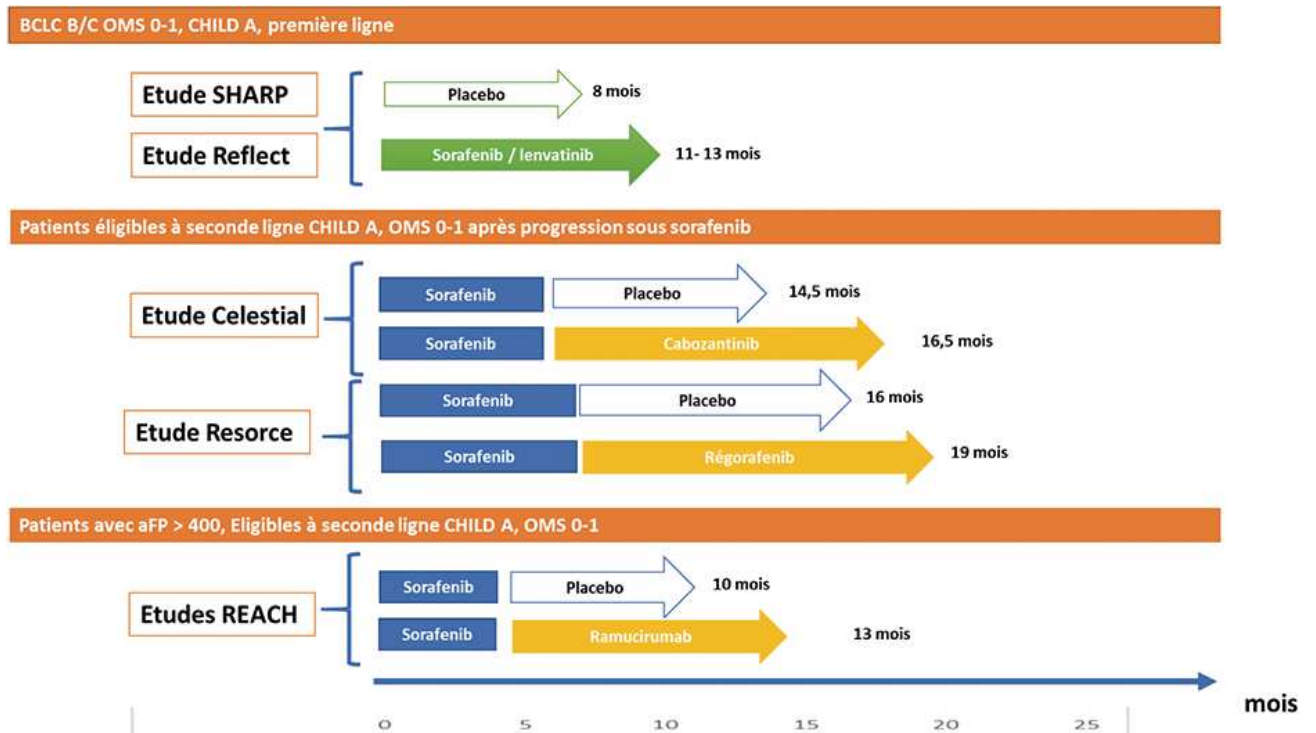 BCLC B/C OMS 0-1, CHILD A, première ligne
Etude SHARP
Placebo
8 mois
Etude Reflect
Sorafenib / lenvatinib
11- 13 mois
Patients éligibles à seconde ligne CHILD A, OMS 0-1 après progression sous sorafenib
Etude Celestial
Sorafenib
Placebo
14,5 mois
Sorafenib
Cabozantinib
16,5 mois
Etude Resorce
Sorafenib
Placebo
16 mois
Sorafenib
Régorafenib
19 mois
Patients avec aFP > 400, Eligibles à seconde ligne CHILD A, OMS 0-1
Etudes REACH
Sorafenib
Placebo
10 mois
Sorafenib
Ramucirumab
13 mois
mois
0 5 10 15 20 25